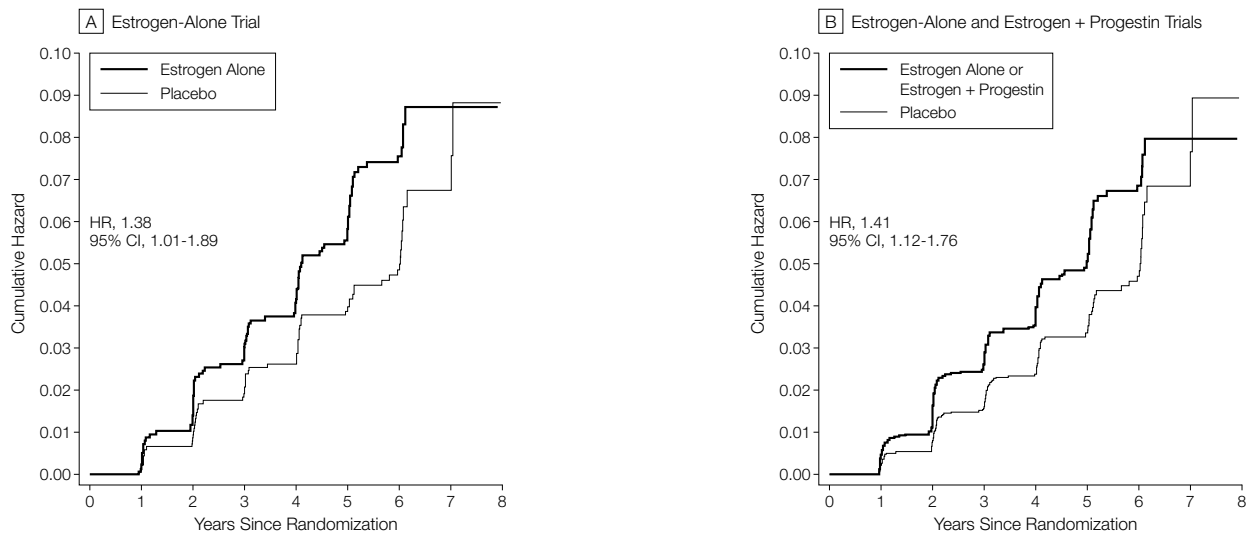 A Estrogen-Alone Trial
0.10
0.09
0.08
0.07
0.06
0.05
0.04
0.03
0.02
0.01
0.00
Cumulative Hazard
Estrogen Alone
Placebo
HR, 1.38
95% CI, 1.01-1.89
0 1 2 3 4 5 6 7 8
Years Since Randomization
B Estrogen-Alone and Estrogen + Progestin Trials
0.10
0.09
0.08
0.07
0.06
0.05
0.04
0.03
0.02
0.01
0.00
Cumulative Hazard
Estrogen Alone or
Estrogen + Progestin
Placebo
HR, 1.41
95% CI, 1.12-1.76
0 1 2 3 4 5 6 7 8
Years Since Randomization